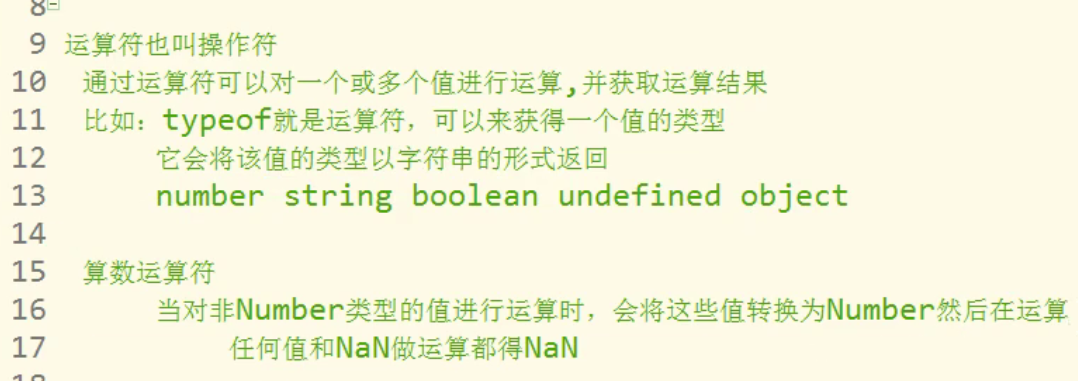 8
9 运算符也叫操作符
10 通过运算符可以对一个或多个值进行运算,并获取运算结果
11 比如：typeof就是运算符，可以来获得一个值的类型
12 它会将该值的类型以字符串的形式返回
13 number string boolean undefined object
14
15 算数运算符
16 当对非Number类型的值进行运算时，会将这些值转换为Number然后在运算
17 任何值和NaN做运算都得NaN
18